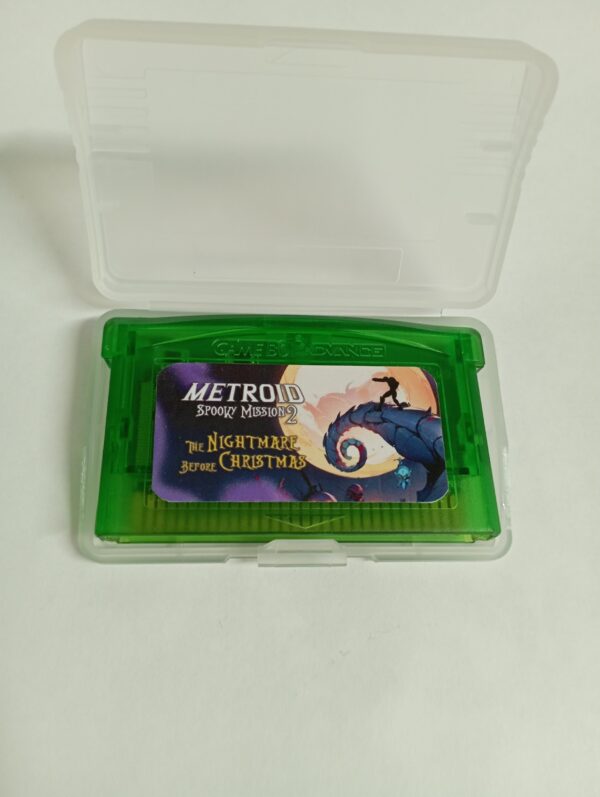 GAME BOY ADVANCE
METROID
SPOOKY MISSION 2
THE NIGHTMARE
BEFORE CHRISTMAS